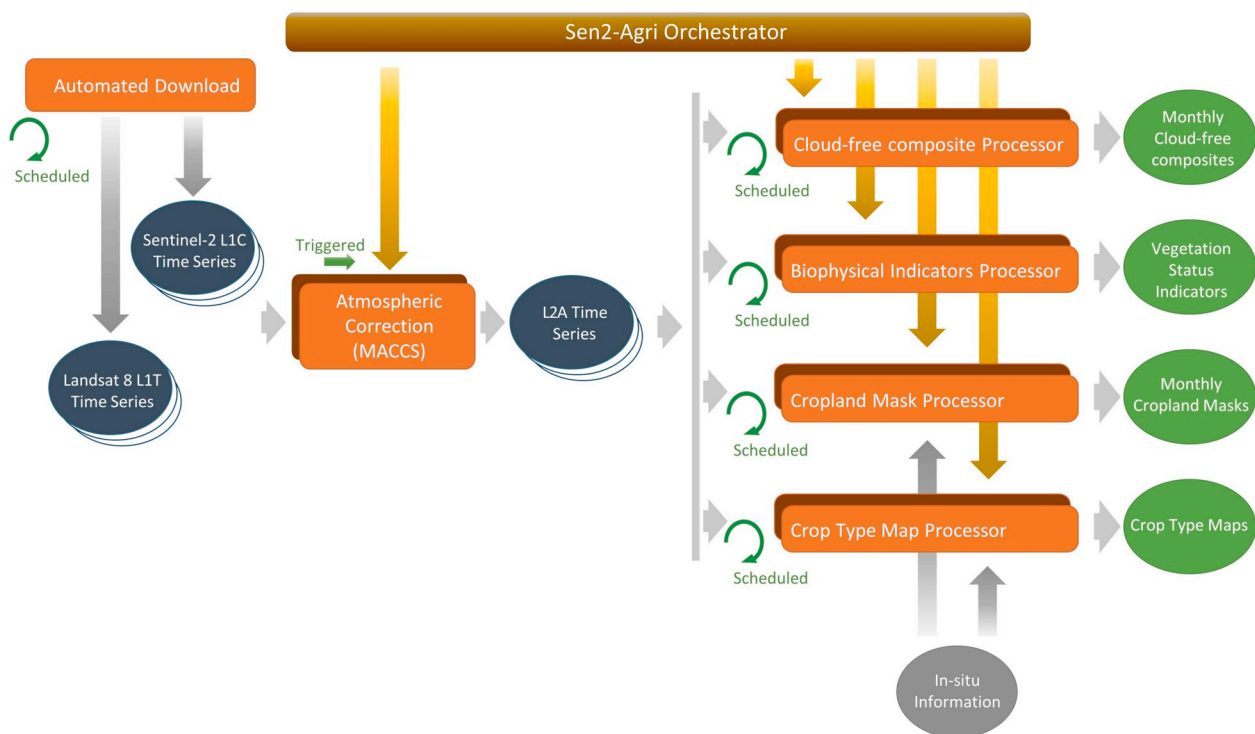 Sen2-Agri Orchestrator
Automated Download
Scheduled
Sentinel-2 L1C
Time Series
Landsat 8 L1T
Time Series
Triggered
Atmospheric
Correction
(MACCS)
L2A Time
Series
Scheduled
Cloud-free composite Processor
Monthly
Cloud-free
composites
Scheduled
Biophysical Indicators Processor
Vegetation
Status
Indicators
Scheduled
Cropland Mask Processor
Monthly
Cropland Masks
Scheduled
Crop Type Map Processor
Crop Type Maps
In-situ
Information